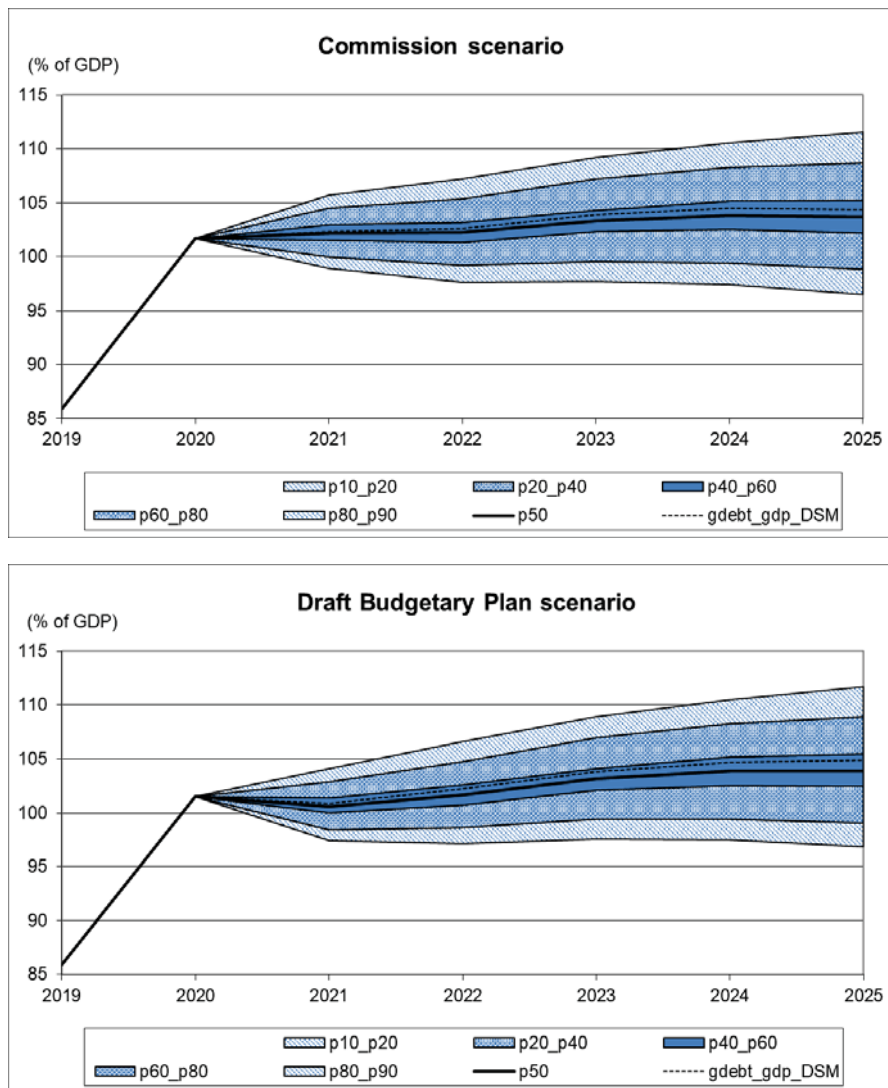 Commission scenario
(% of GDP)
115
110
105
100
95
90
85
2019 2020 2021 2022 2023 2024 2025
p10_p20 p20_p40 p40_p60
p60_p80 p80_p90 p50 gdebt_gdp_DSM
Draft Budgetary Plan scenario
(% of GDP)
115
110
105
100
95
90
85
2019 2020 2021 2022 2023 2024 2025
p10_p20 p20_p40 p40_p60
p60_p80 p80_p90 p50 gdebt_gdp_DSM